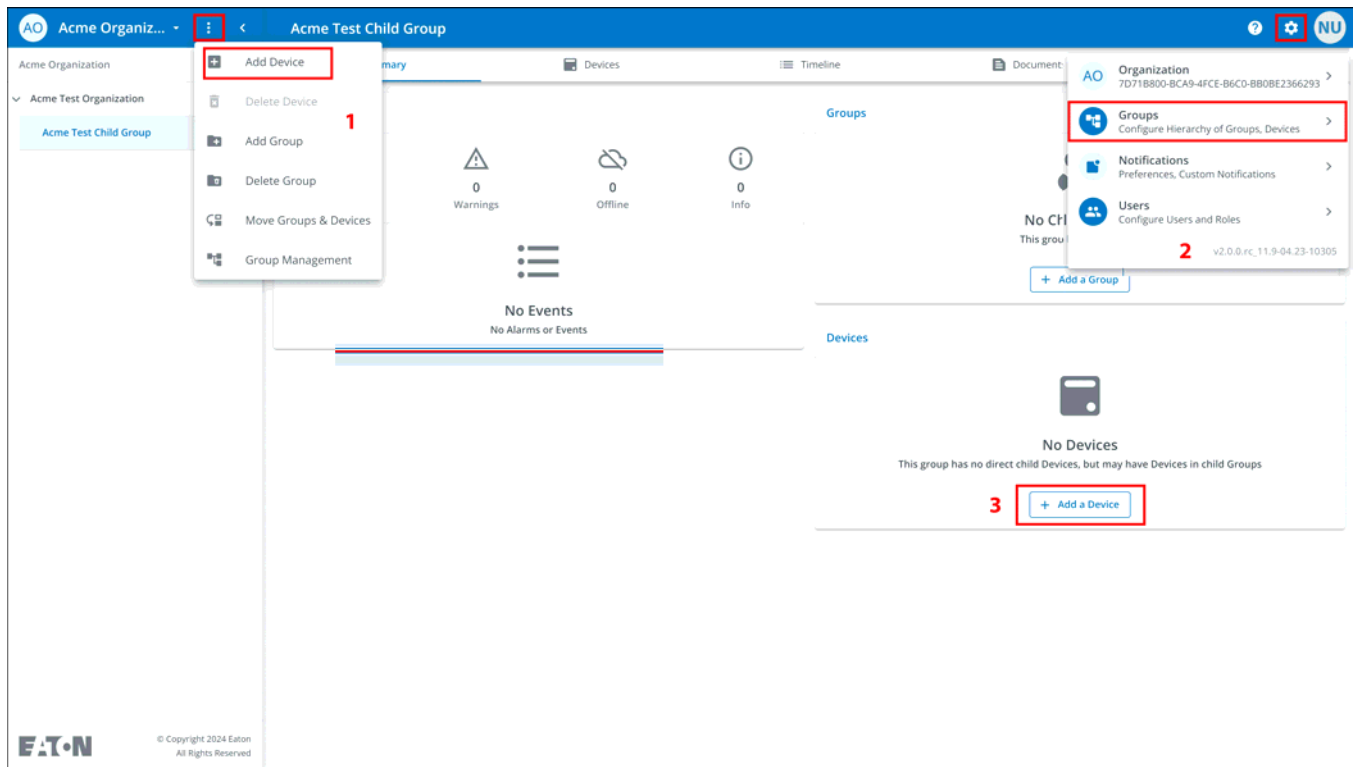 AO Acme Organiz... Acme Test Child Group ? NU
Acme Organization
Acme Test Organization
Acme Test Child Group
Add Device
Delete Device
1
Add Group
Delete Group
Move Groups & Devices
Group Management
mary
Devices
Timeline
Document
0
Warnings
0
Offline
0
Info
No Events
No Alarms or Events
Groups
No Ch
This grou
+ Add a Group
AO Organization
7D71B800-BCA9-4FCE-B6C0-BB0BE2366293
Groups
Configure Hierarchy of Groups, Devices
Notifications
Preferences, Custom Notifications
Users
Configure Users and Roles
2 v2.0.0.rc_11.9-04.23-10305
Devices
No Devices
This group has no direct child Devices, but may have Devices in child Groups
3 + Add a Device
EATON
© Copyright 2024 Eaton
All Rights Reserved